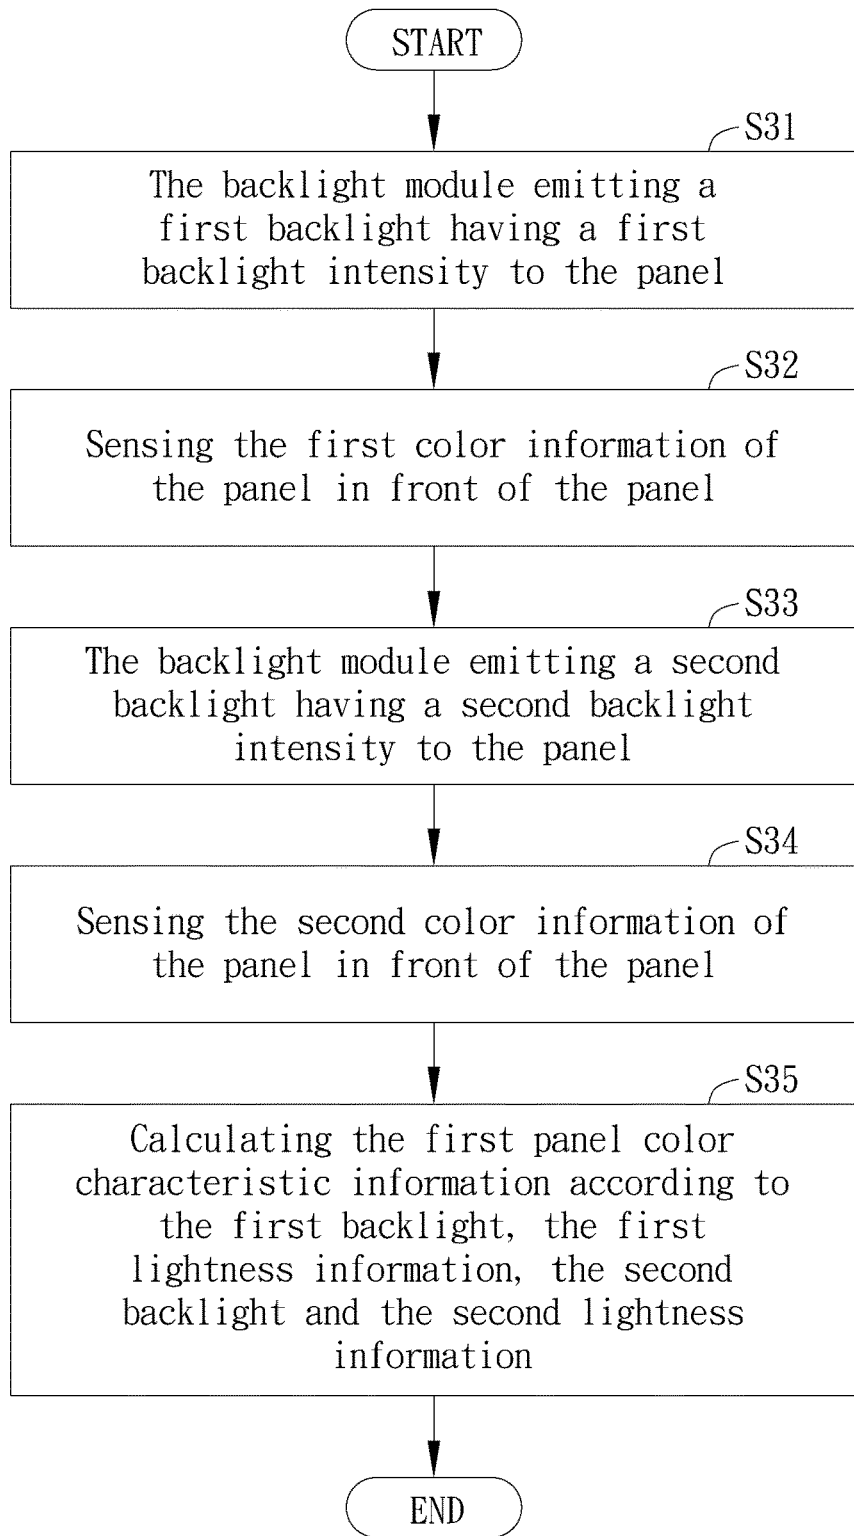 START
S31
The backlight module emitting a
first backlight having a first
backlight intensity to the panel
S32
Sensing the first color information of
the panel in front of the panel
S33
The backlight module emitting a second
backlight having a second backlight
intensity to the panel
S34
Sensing the second color information of
the panel in front of the panel
S35
Calculating the first panel color
characteristic information according to
the first backlight, the first
lightness information, the second
backlight and the second lightness
information
END